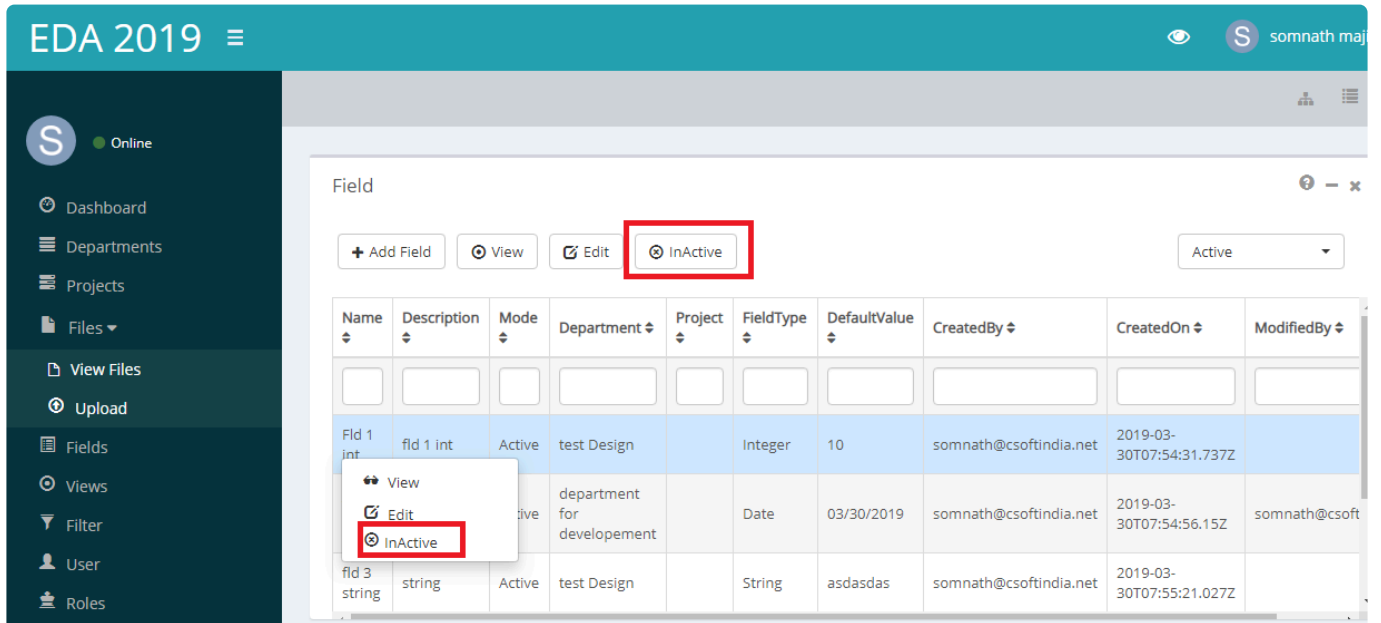 EDA 2019
S somnath maji
S Online
Dashboard
Departments
Projects
Files
View Files
Upload
Fields
Views
Filter
User
Roles
Field
Add Field View Edit InActive Active
Name Description Mode Department Project FieldType DefaultValue CreatedBy CreatedOn ModifiedBy
Fld 1 int fld 1 int Active test Design Integer 10 somnath@csoftindia.net 2019-03-30T07:54:31.737Z
department for developement Date 03/30/2019 somnath@csoftindia.net 2019-03-30T07:54:56.15Z somnath@csoft
View
Edit
InActive
fld 3 string string Active test Design String asdasdas somnath@csoftindia.net 2019-03-30T07:55:21.027Z